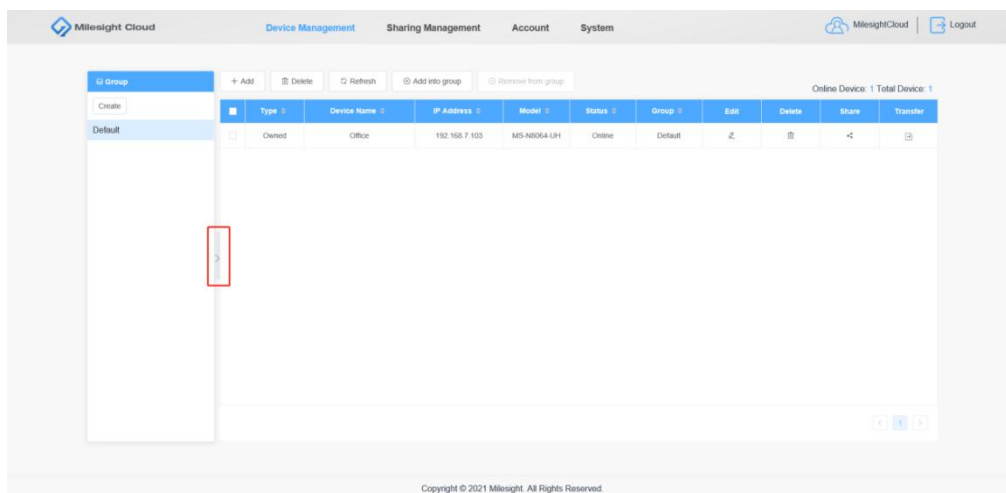 Milesight Cloud Device Management Sharing Management Account System MilesightCloud Logout
Group + Add Delete Refresh Add into group Remove from group
Online Device: 1 Total Device: 1
Create Type Device Name IP Address Model Status Group Edit Delete Share Transfer
Default Owned Office 192.168.7.103 MS-N8064-UH Online Default
< 1 >
Copyright © 2021 Milesight. All Rights Reserved.